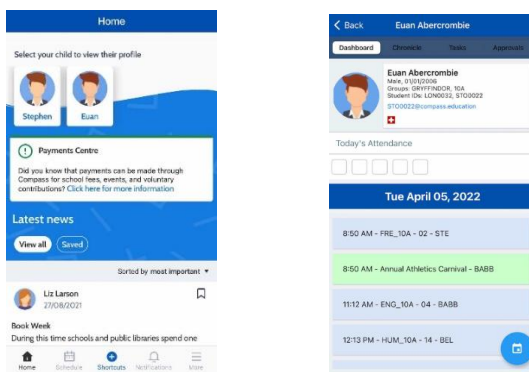 Home
Select your child to view their profile
Stephen
Euan
Payments Centre
Did you know that payments can be made through
Compass for school fees, events, and voluntary
contributions? Click here for more information
Latest news
View all
Saved
Sorted by most important
Liz Larson
27/08/2021
Book Week
During this time schools and public libraries spend one
Home
Schedule
Shortcuts
Notifications
More
Back
Euan Abercrombie
Dashboard
Chronicle
Tasks
Approvals
Euan Abercrombie
Male, 01/01/2006
Groups: GRYFFINDOR, 10A
Student Ids: LON0032, STO0022
STO0022@compass.education
Today's Attendance
Tue April 05, 2022
8:50 AM - FRE_10A - 02 - STE
8:50 AM - Annual Athletics Carnival - BABB
11:12 AM - ENG_10A - 04 - BABB
12:13 PM - HUM_10A - 14 - BEL